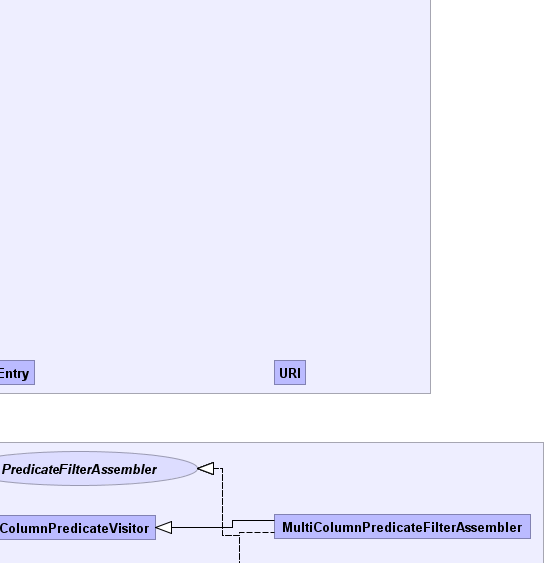 Entry
URI
PredicateFilterAssembler
ColumnPredicateVisitor
MultiColumnPredicateFilterAssembler